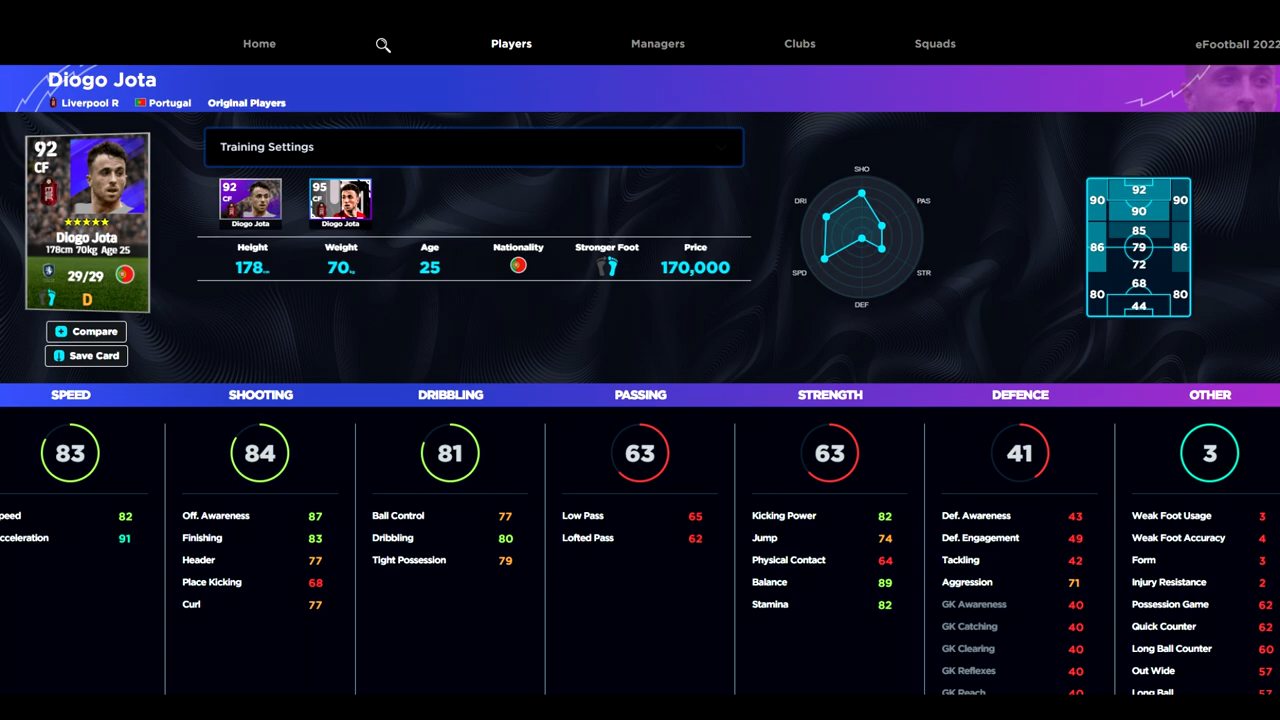 Home Players Managers Clubs Squads eFootball 2022
Diogo Jota
Liverpool R Portugal Original Players
92
CF
Diogo Jota
178cm 70kg Age 25
29/29
D
Compare
Save Card
Training Settings
92 CF Diogo Jota
95 CF Diogo Jota
Height Weight Age Nationality Stronger Foot Price
178 70 25 170,000
SHO
DRI PAS
SPD STR
DEF
92
90 90
90
85
86 79 86
72
68
80 80
44
SPEED SHOOTING DRIBBLING PASSING STRENGTH DEFENCE OTHER
83 84 81 63 63 41 3
peed 82
cceleration 91
Off. Awareness 87
Finishing 83
Header 77
Place Kicking 68
Curl 77
Ball Control 77
Dribbling 80
Tight Possession 79
Low Pass 65
Lofted Pass 62
Kicking Power 82
Jump 74
Physical Contact 64
Balance 89
Stamina 82
Def. Awareness 43
Def. Engagement 49
Tackling 42
Aggression 71
GK Awareness 40
GK Catching 40
GK Clearing 40
GK Reflexes 40
GK Reach 40
Weak Foot Usage 3
Weak Foot Accuracy 4
Form 3
Injury Resistance 2
Possession Game 62
Quick Counter 62
Long Ball Counter 60
Out Wide 57
Long Ball 57